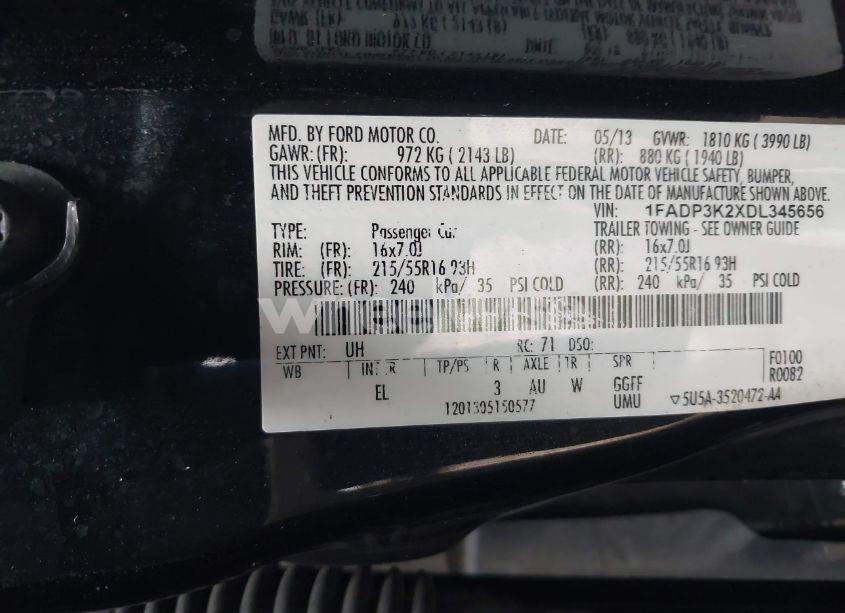 MFD. BY FORD MOTOR CO. DATE: 05/13 GVWR: 1810 KG ( 3990 LB)
GAWR: (FR): 972 KG ( 2143 LB) (RR): 880 KG ( 1940 LB)
THIS VEHICLE CONFORMS TO ALL APPLICABLE FEDERAL MOTOR VEHICLE SAFETY, BUMPER,
AND THEFT PREVENTION STANDARDS IN EFFECT ON THE DATE OF MANUFACTURE SHOWN ABOVE.
VIN: 1FADP3K2XDL345656
TYPE: Passenger Car TRAILER TOWING - SEE OWNER GUIDE
RIM: (FR): 16x7.0J (RR): 16x7.0J
TIRE: (FR): 215/55R16 93H (RR): 215/55R16 93H
PRESSURE: (FR): 240 kPa/ 35 PSI COLD (RR): 240 kPa/ 35 PSI COLD
EXT PNT: UH RC: 71 DSO: F0100
WB INT TR TP/PS R AXLE TR SPR R0082
EL 3 AU W GGFF
1201305150577 UMU 5U5A-3520472-AA